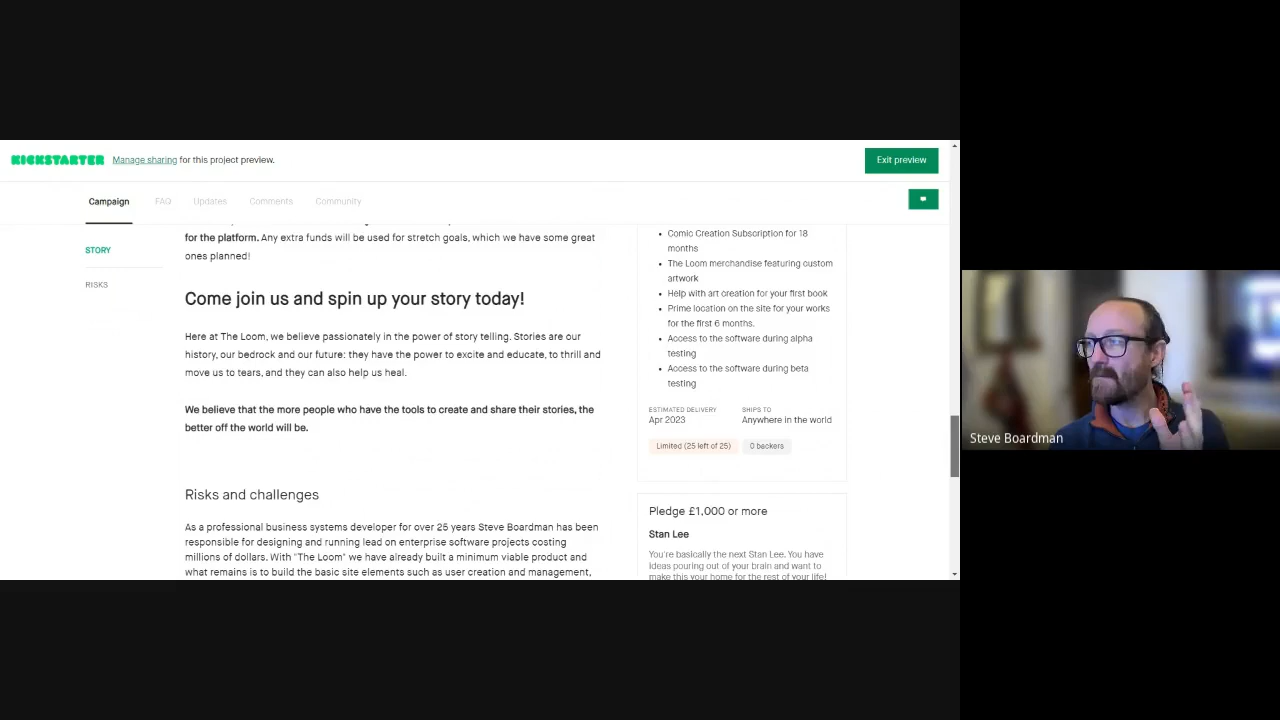 KICKSTARTER Manage sharing for this project preview. Exit preview
Campaign FAQ Updates Comments Community
STORY
RISKS
for the platform. Any extra funds will be used for stretch goals, which we have some great
ones planned!
Come join us and spin up your story today!
Here at The Loom, we believe passionately in the power of story telling. Stories are our
history, our bedrock and our future: they have the power to excite and educate, to thrill and
move us to tears, and they can also help us heal.
We believe that the more people who have the tools to create and share their stories, the
better off the world will be.
Risks and challenges
As a professional business systems developer for over 25 years Steve Boardman has been
responsible for designing and running lead on enterprise software projects costing
millions of dollars. With "The Loom" we have already built a minimum viable product and
what remains is to build the basic site elements such as user creation and management,
Comic Creation Subscription for 18
months
The Loom merchandise featuring custom
artwork
Help with art creation for your first book
Prime location on the site for your works
for the first 6 months.
Access to the software during alpha
testing
Access to the software during beta
testing
ESTIMATED DELIVERY SHIPS TO
Apr 2023 Anywhere in the world
Limited (25 left of 25) 0 backers
Pledge £1,000 or more
Stan Lee
You're basically the next Stan Lee. You have
ideas pouring out of your brain and want to
make this your home for the rest of your life!
Steve Boardman